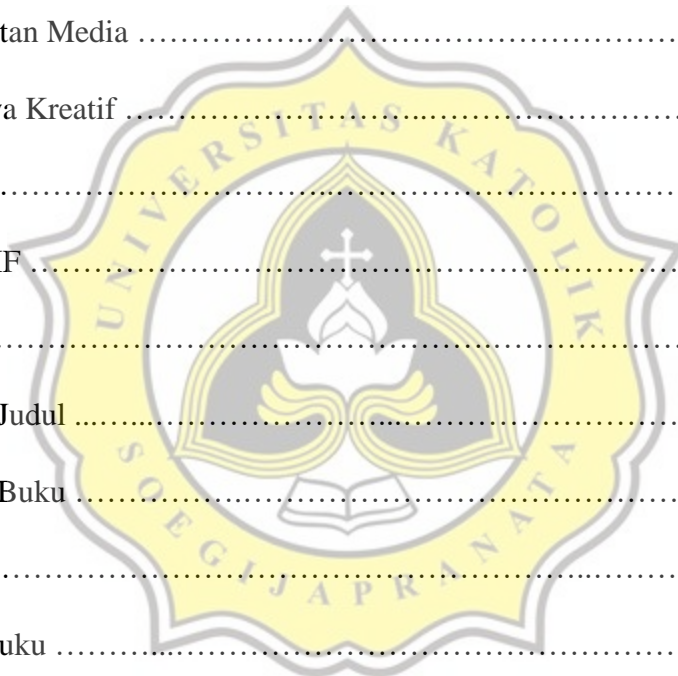 tan Media ……………..…………………………………
a Kreatif ……………………………...………………………
……………………………………………………………
F ……………………………………………………………
……………………………………………………………
Judul ...…...………………………...……………………
Buku ……………………………………………………
……………………………………………………...………
uku ………...………………………………………………
UNIVERSITAS KATOLIK
SOEGIJAPRANATA